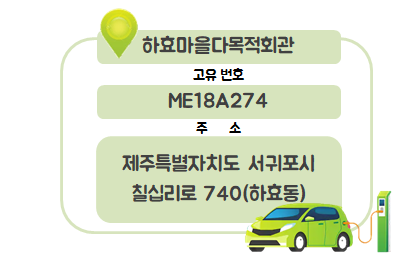 하효마을다목적회관
고유 번호
ME18A274
주 소
제주특별자치도 서귀포시
칠십리로 740(하효동)